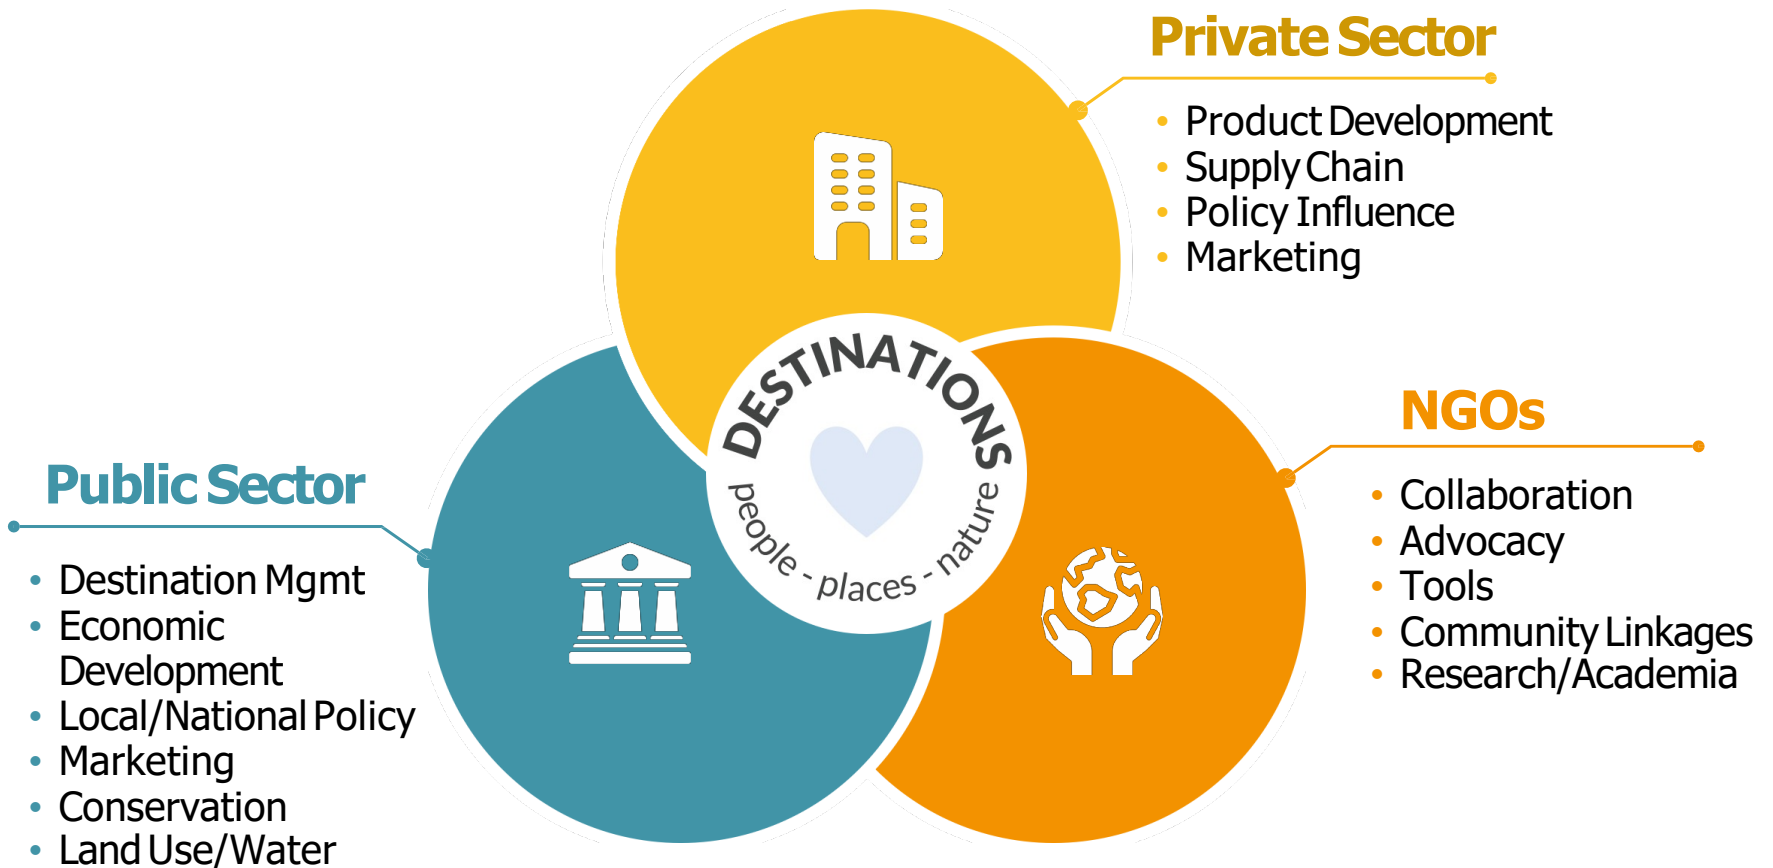 Private Sector
• Product Development
• Supply Chain
• Policy Influence
• Marketing
DESTINATIONS
people - places - nature
NGOs
• Collaboration
• Advocacy
• Tools
• Community Linkages
• Research/Academia
Public Sector
• Destination Mgmt
• Economic
Development
• Local/National Policy
• Marketing
• Conservation
• Land Use/Water